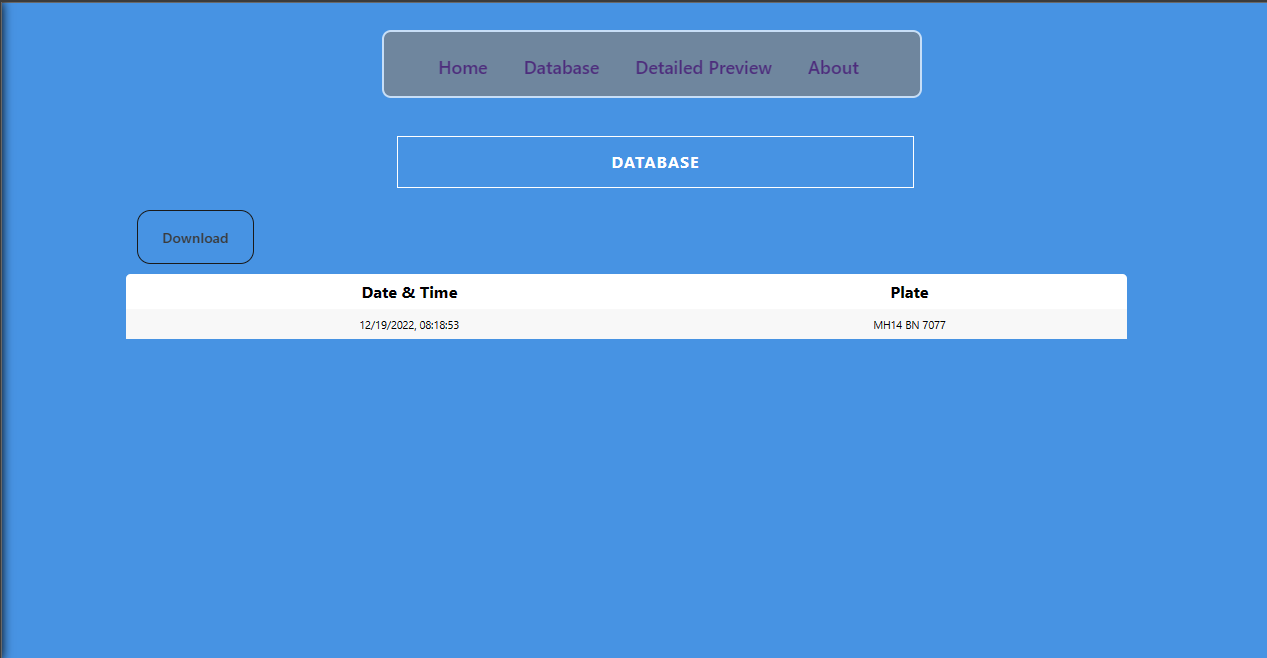 Home Database Detailed Preview About
DATABASE
Download
Date & Time Plate
12/19/2022, 08:18:53 MH14 BN 7077